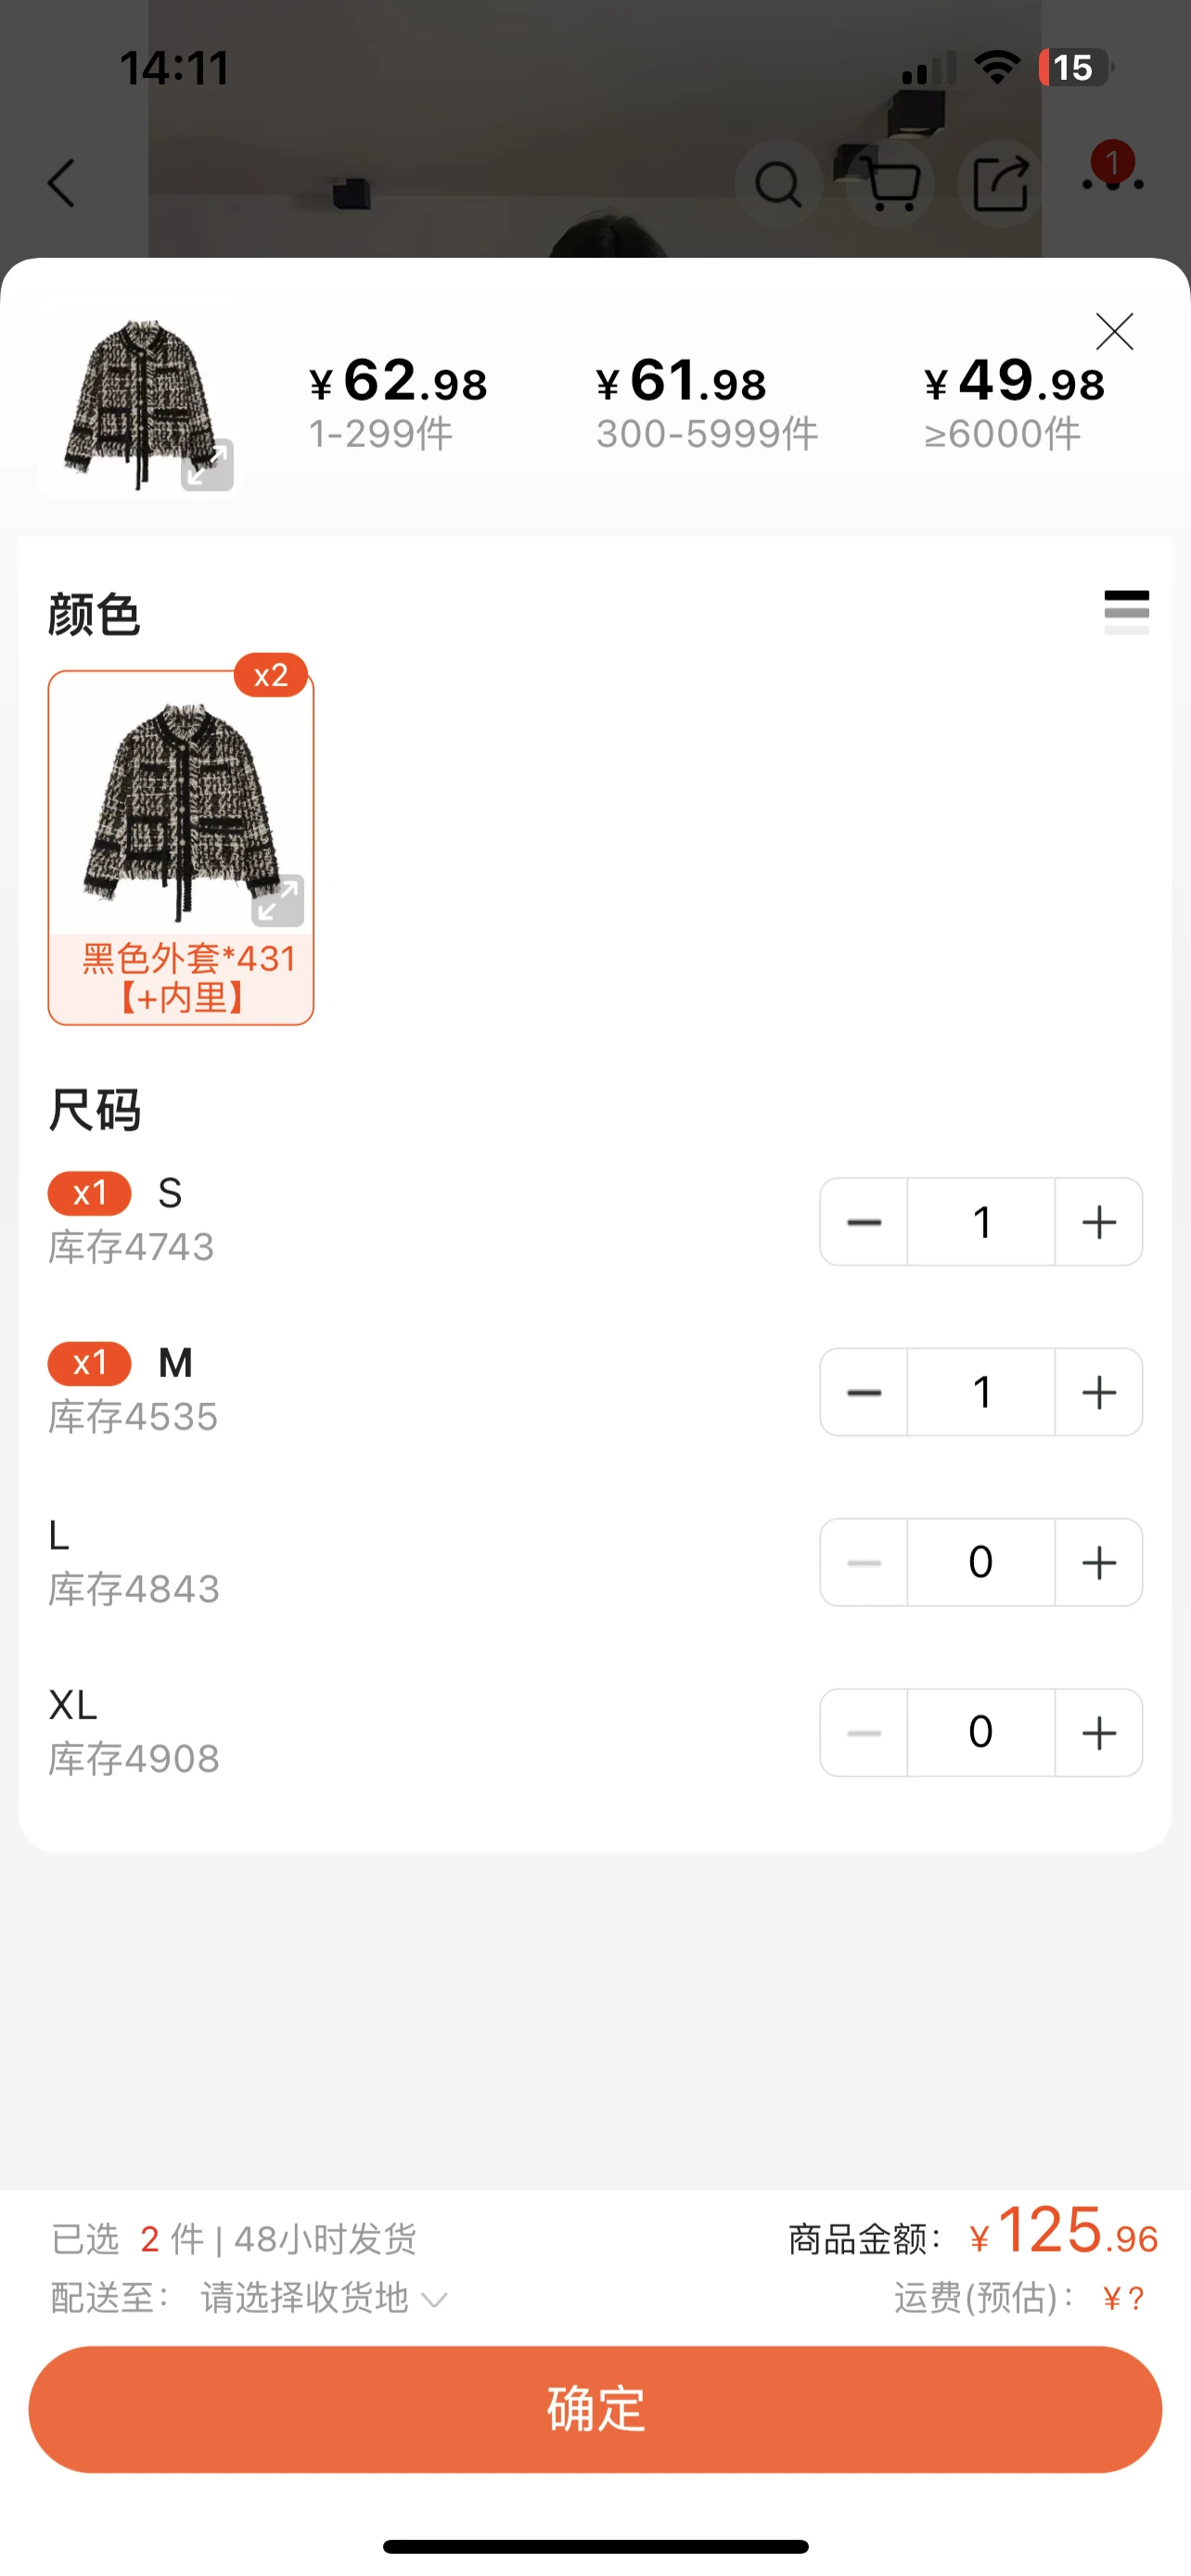 14:11
15
1
¥62.98
1-299件
¥61.98
300-5999件
¥49.98
≥6000件
颜色
x2
黑色外套*431
【+内里】
尺码
x1 S
库存4743
1
x1 M
库存4535
1
L
库存4843
0
XL
库存4908
0
已选 2 件 | 48小时发货
商品金额: ¥125.96
配送至: 请选择收货地
运费(预估): ¥?
确定